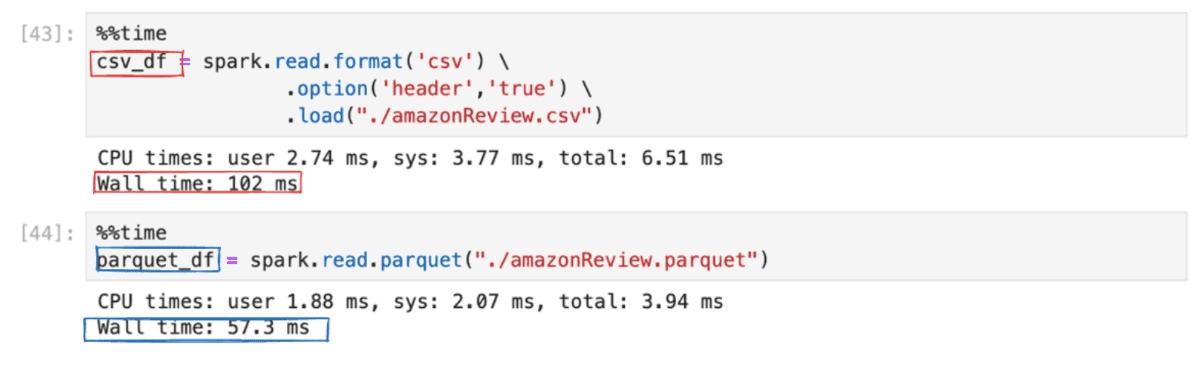 [43]: %%time
csv_df = spark.read.format('csv') \
.option('header','true') \
.load("./amazonReview.csv")
CPU times: user 2.74 ms, sys: 3.77 ms, total: 6.51 ms
Wall time: 102 ms
[44]: %%time
parquet_df = spark.read.parquet("./amazonReview.parquet")
CPU times: user 1.88 ms, sys: 2.07 ms, total: 3.94 ms
Wall time: 57.3 ms